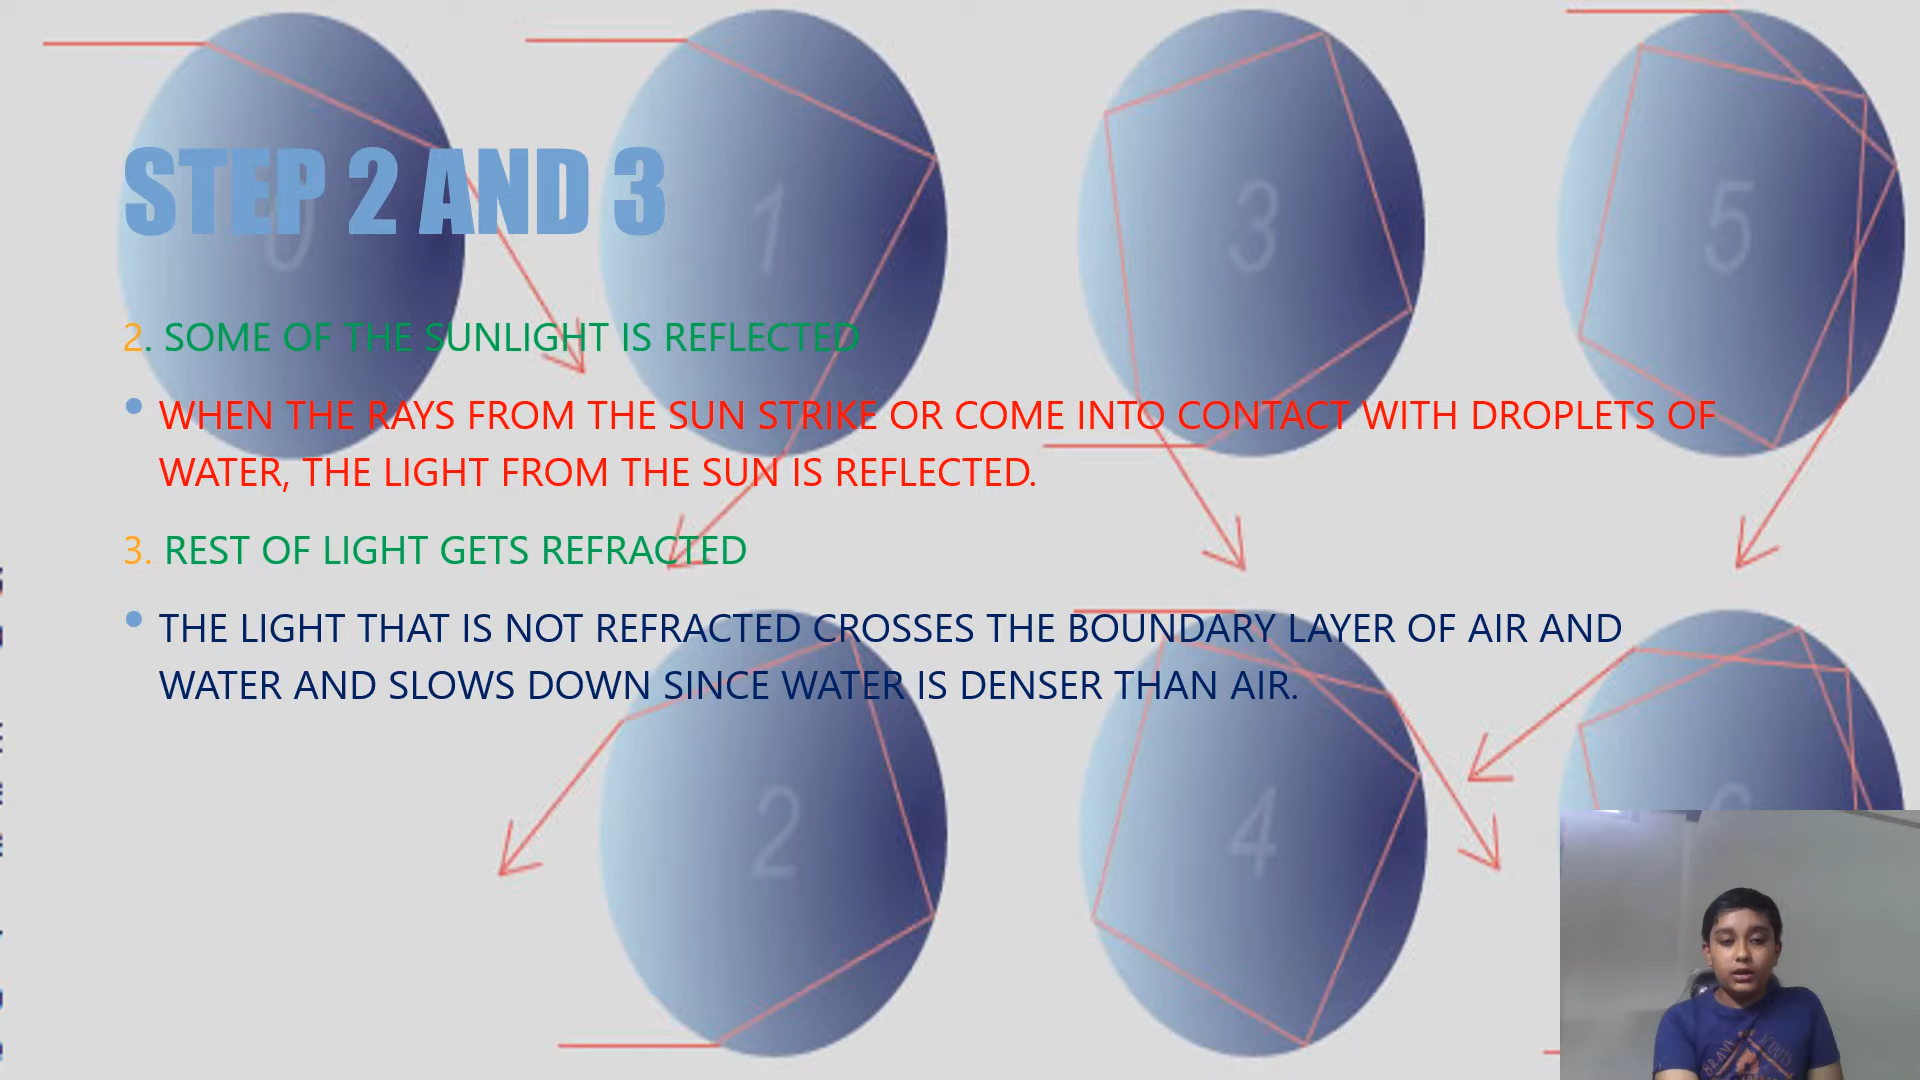 STEP 2 AND 3
2. SOME OF THE SUNLIGHT IS REFLECTED
• WHEN THE RAYS FROM THE SUN STRIKE OR COME INTO CONTACT WITH DROPLETS OF
WATER, THE LIGHT FROM THE SUN IS REFLECTED.
3. REST OF LIGHT GETS REFRACTED
• THE LIGHT THAT IS NOT REFRACTED CROSSES THE BOUNDARY LAYER OF AIR AND
WATER AND SLOWS DOWN SINCE WATER IS DENSER THAN AIR.
0
1
3
5
2
4